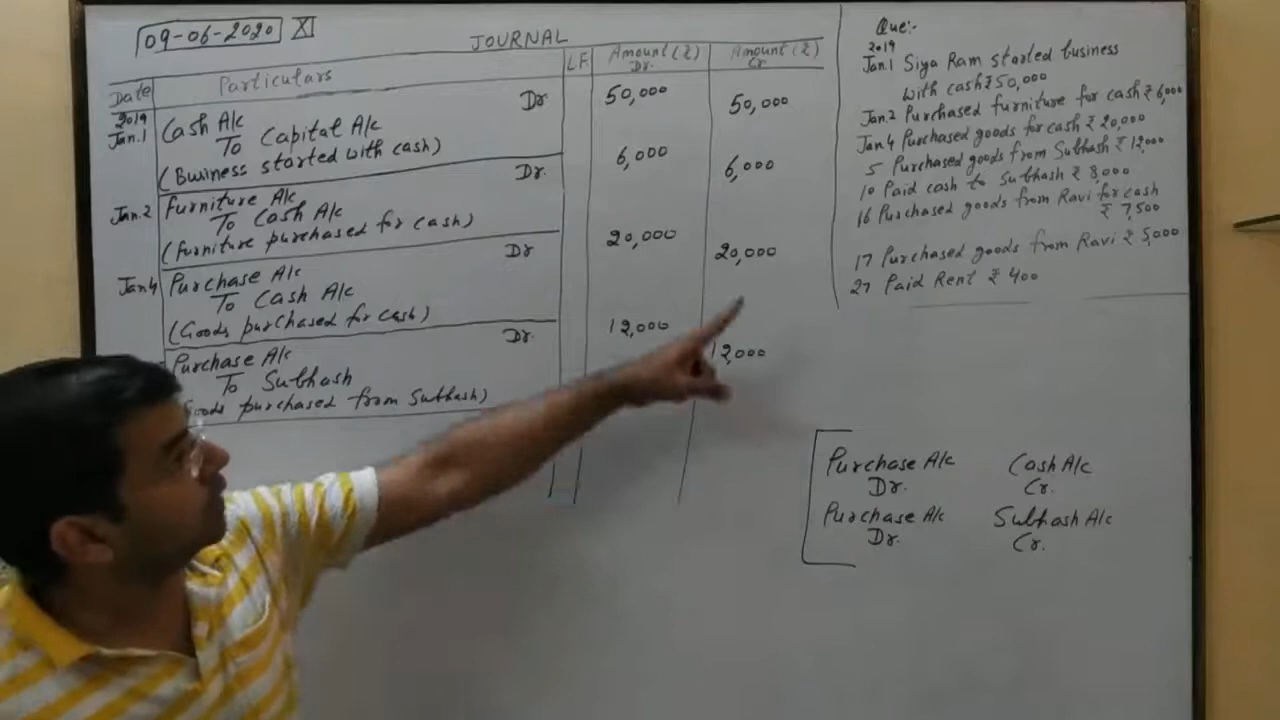 09-06-2020 XI
JOURNAL
Date Particulars LF Amount (₹) Dr. Amount (₹) Cr
2019
Jan.1 Cash A/c Dr 50,000
To Capital A/c 50,000
(Business started with cash)
Jan.2 Furniture A/c Dr. 6,000
To Cash A/c 6,000
(Furniture purchased for cash)
Jan 4 Purchase A/c Dr 20,000
To Cash A/c 20,000
(Goods purchased for Cash)
Purchase A/c Dr. 12,000
To Subhash 12,000
Goods purchased from Subhash)
Que:-
2019
Jan.1 Siya Ram started business
with cash ₹ 50,000
Jan.2 Purchased furniture for cash ₹ 6,000
Jan 4 Purchased goods for cash ₹ 20,000
5 Purchased goods from Subhash ₹ 12,000
10 Paid cash to Subhash ₹ 8,000
16 Purchased goods from Ravi for cash
₹ 7,500
17 Purchased goods from Ravi ₹ 5,000
27 Paid Rent ₹ 400
Purchase A/c Cash A/c
Dr. Cr.
Purchase A/c Subhash A/c
Dr. Cr.